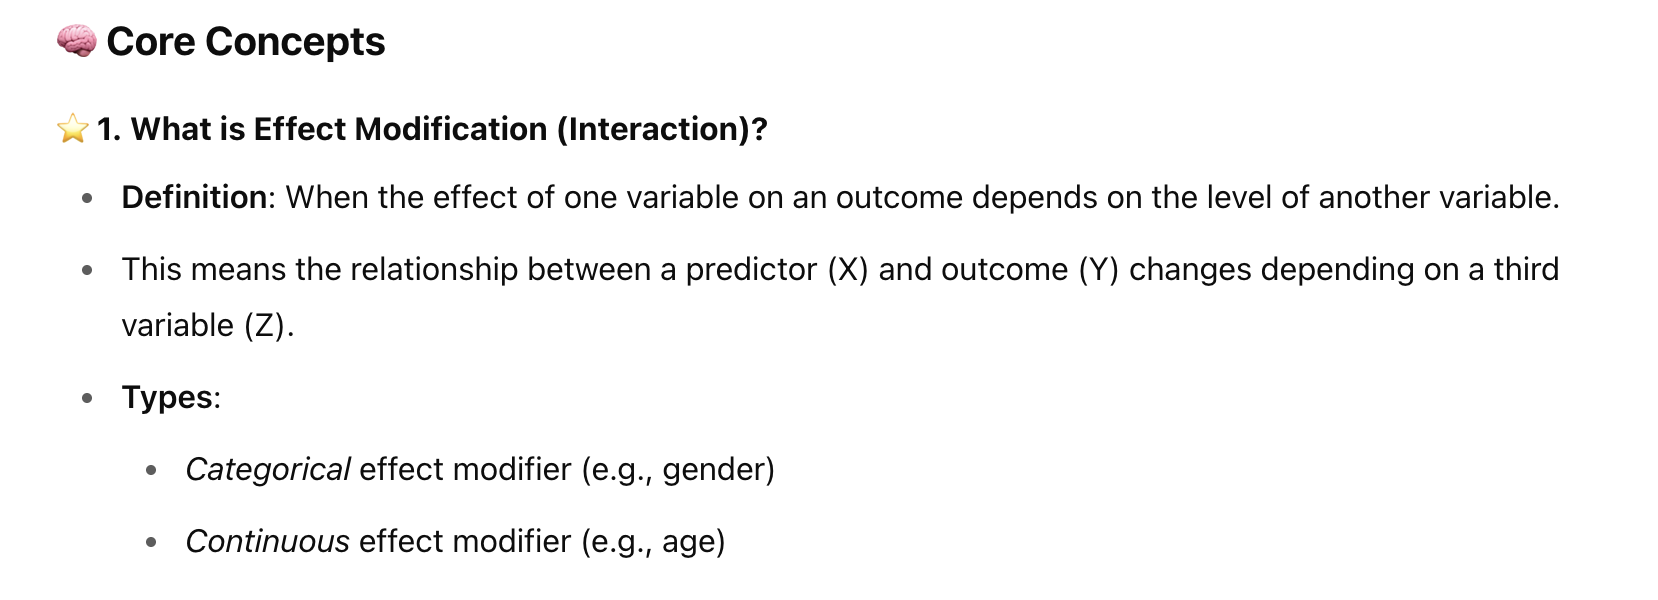 🧠 Core Concepts
⭐ 1. What is Effect Modification (Interaction)?
• Definition: When the effect of one variable on an outcome depends on the level of another variable.
• This means the relationship between a predictor (X) and outcome (Y) changes depending on a third
variable (Z).
• Types:
• Categorical effect modifier (e.g., gender)
• Continuous effect modifier (e.g., age)